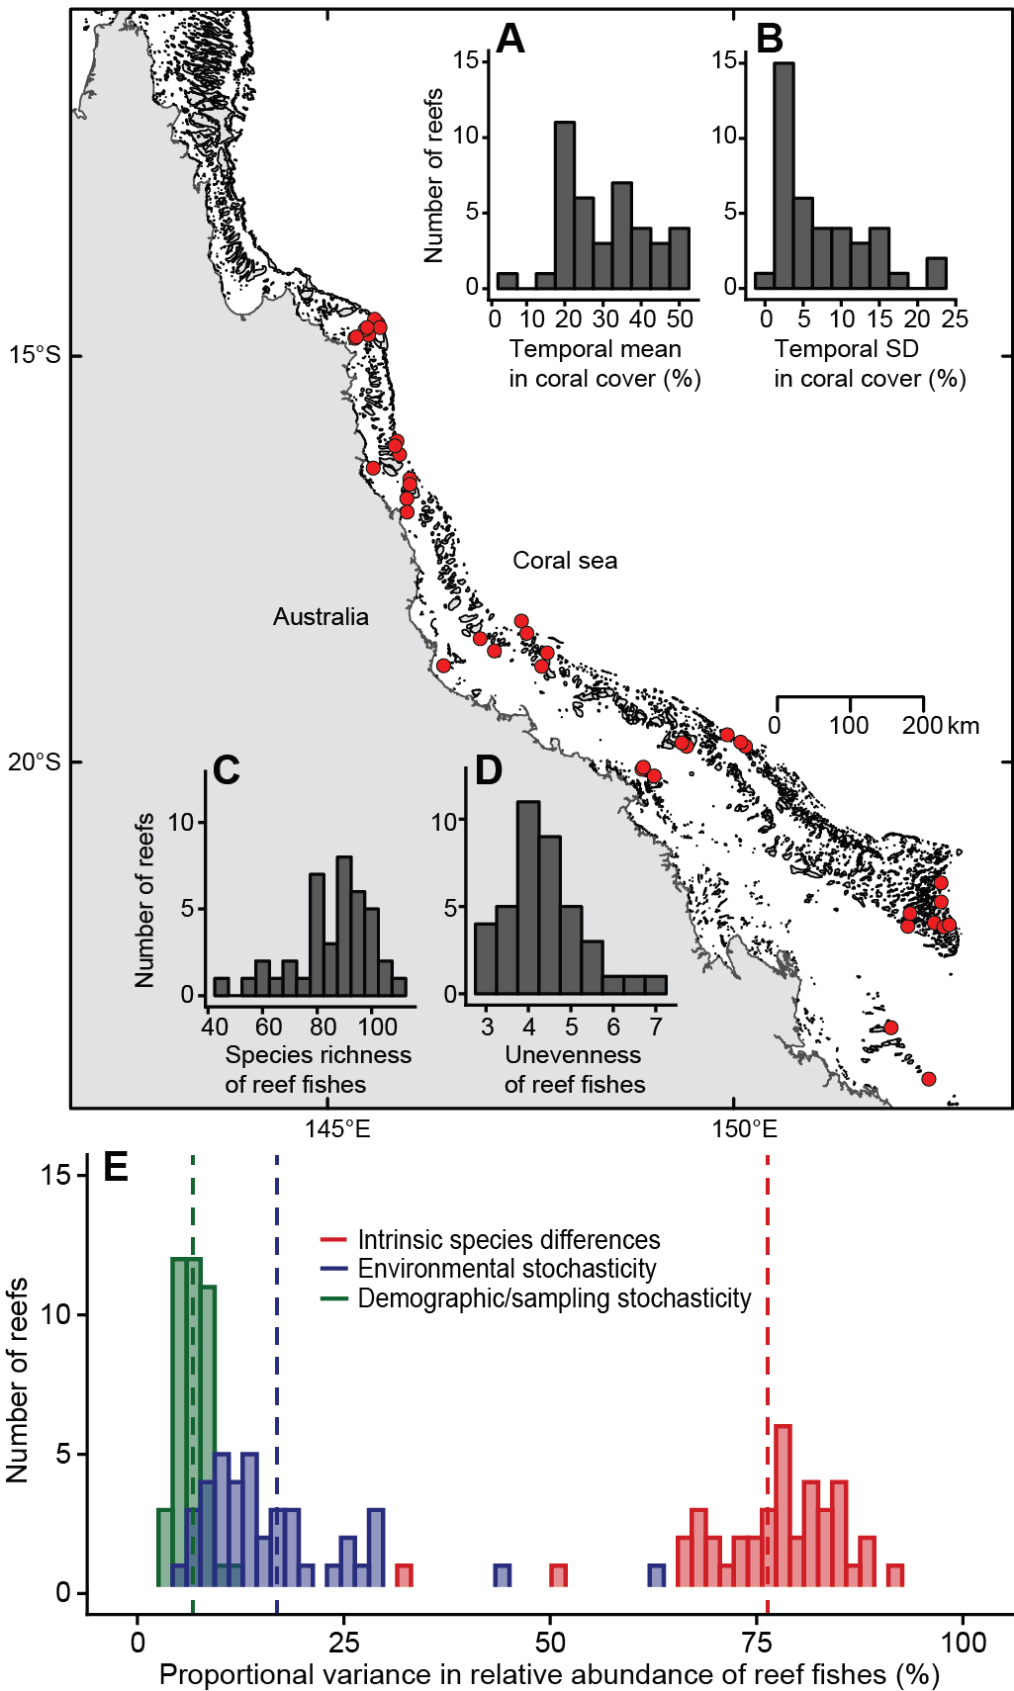 A
B
Number of reefs
15
10
5
0
0 10 20 30 40 50
Temporal mean
in coral cover (%)
15
10
5
0
0 5 10 15 20 25
Temporal SD
in coral cover (%)
15°S
Coral sea
Australia
0 100 200 km
20°S
C
D
Number of reefs
10
5
0
40 60 80 100
Species richness
of reef fishes
10
5
0
3 4 5 6 7
Unevenness
of reef fishes
145°E
150°E
E
Number of reefs
15
10
5
0
Intrinsic species differences
Environmental stochasticity
Demographic/sampling stochasticity
0 25 50 75 100
Proportional variance in relative abundance of reef fishes (%)